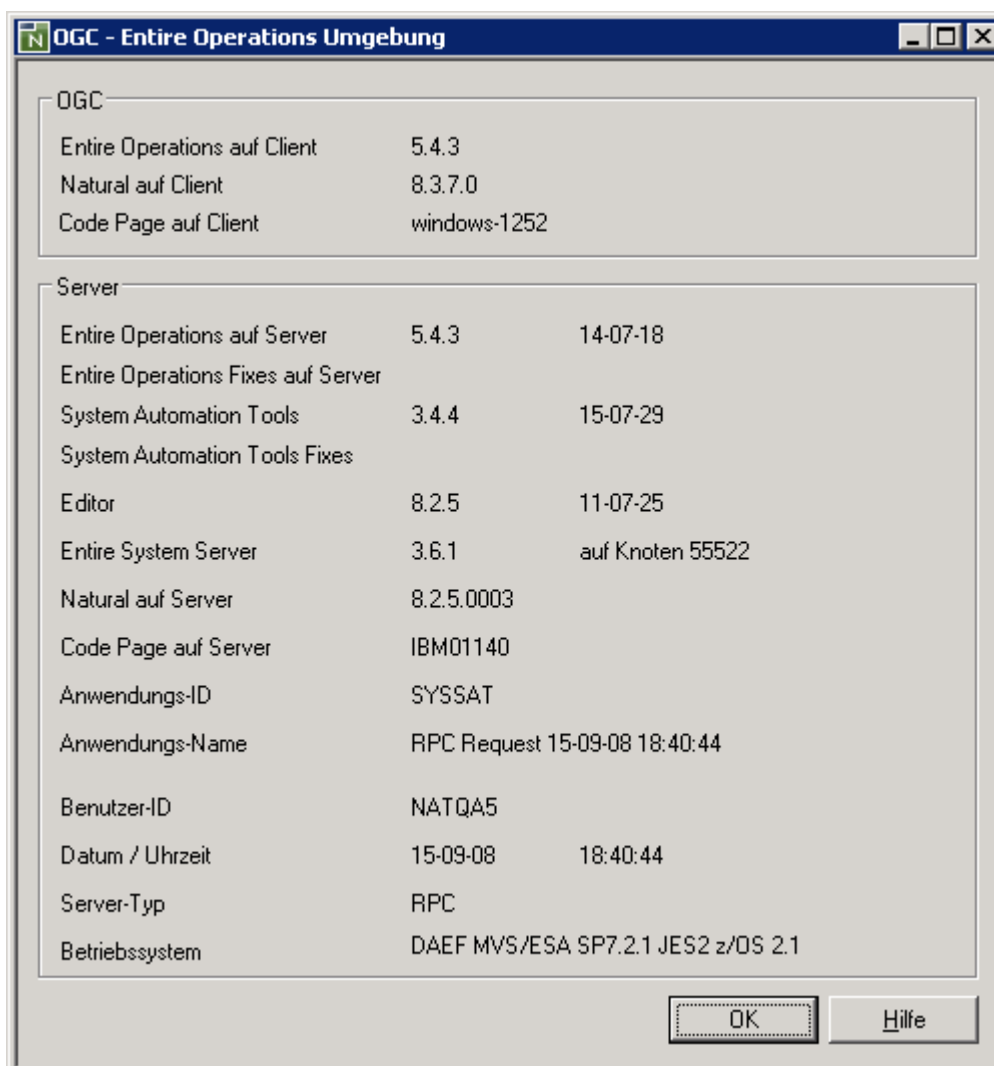 OGC - Entire Operations Umgebung
OGC
Entire Operations auf Client 5.4.3
Natural auf Client 8.3.7.0
Code Page auf Client windows-1252
Server
Entire Operations auf Server 5.4.3 14-07-18
Entire Operations Fixes auf Server
System Automation Tools 3.4.4 15-07-29
System Automation Tools Fixes
Editor 8.2.5 11-07-25
Entire System Server 3.6.1 auf Knoten 55522
Natural auf Server 8.2.5.0003
Code Page auf Server IBM01140
Anwendungs-ID SYSSAT
Anwendungs-Name RPC Request 15-09-08 18:40:44
Benutzer-ID NATQA5
Datum / Uhrzeit 15-09-08 18:40:44
Server-Typ RPC
Betriebssystem DAEF MVS/ESA SP7.2.1 JES2 z/OS 2.1
OK Hilfe